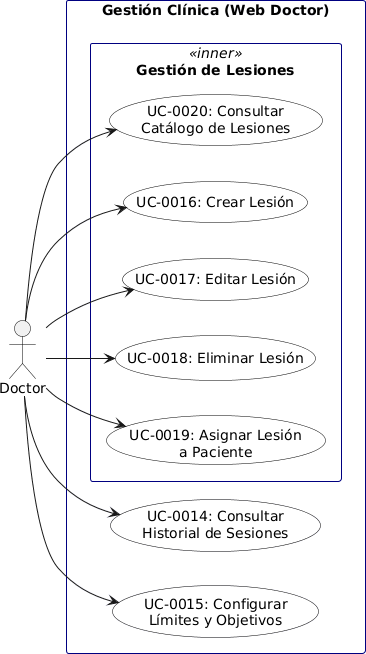 Gestión Clínica (Web Doctor)
«inner»
Gestión de Lesiones
UC-0020: Consultar
Catálogo de Lesiones
UC-0016: Crear Lesión
UC-0017: Editar Lesión
UC-0018: Eliminar Lesión
Doctor
UC-0019: Asignar Lesión
a Paciente
UC-0014: Consultar
Historial de Sesiones
UC-0015: Configurar
Límites y Objetivos